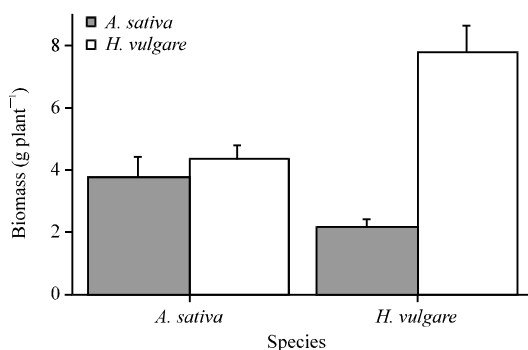 A. sativa
H. vulgare
8
6
4
2
0
Biomass (g plant⁻¹)
A. sativa
H. vulgare
Species